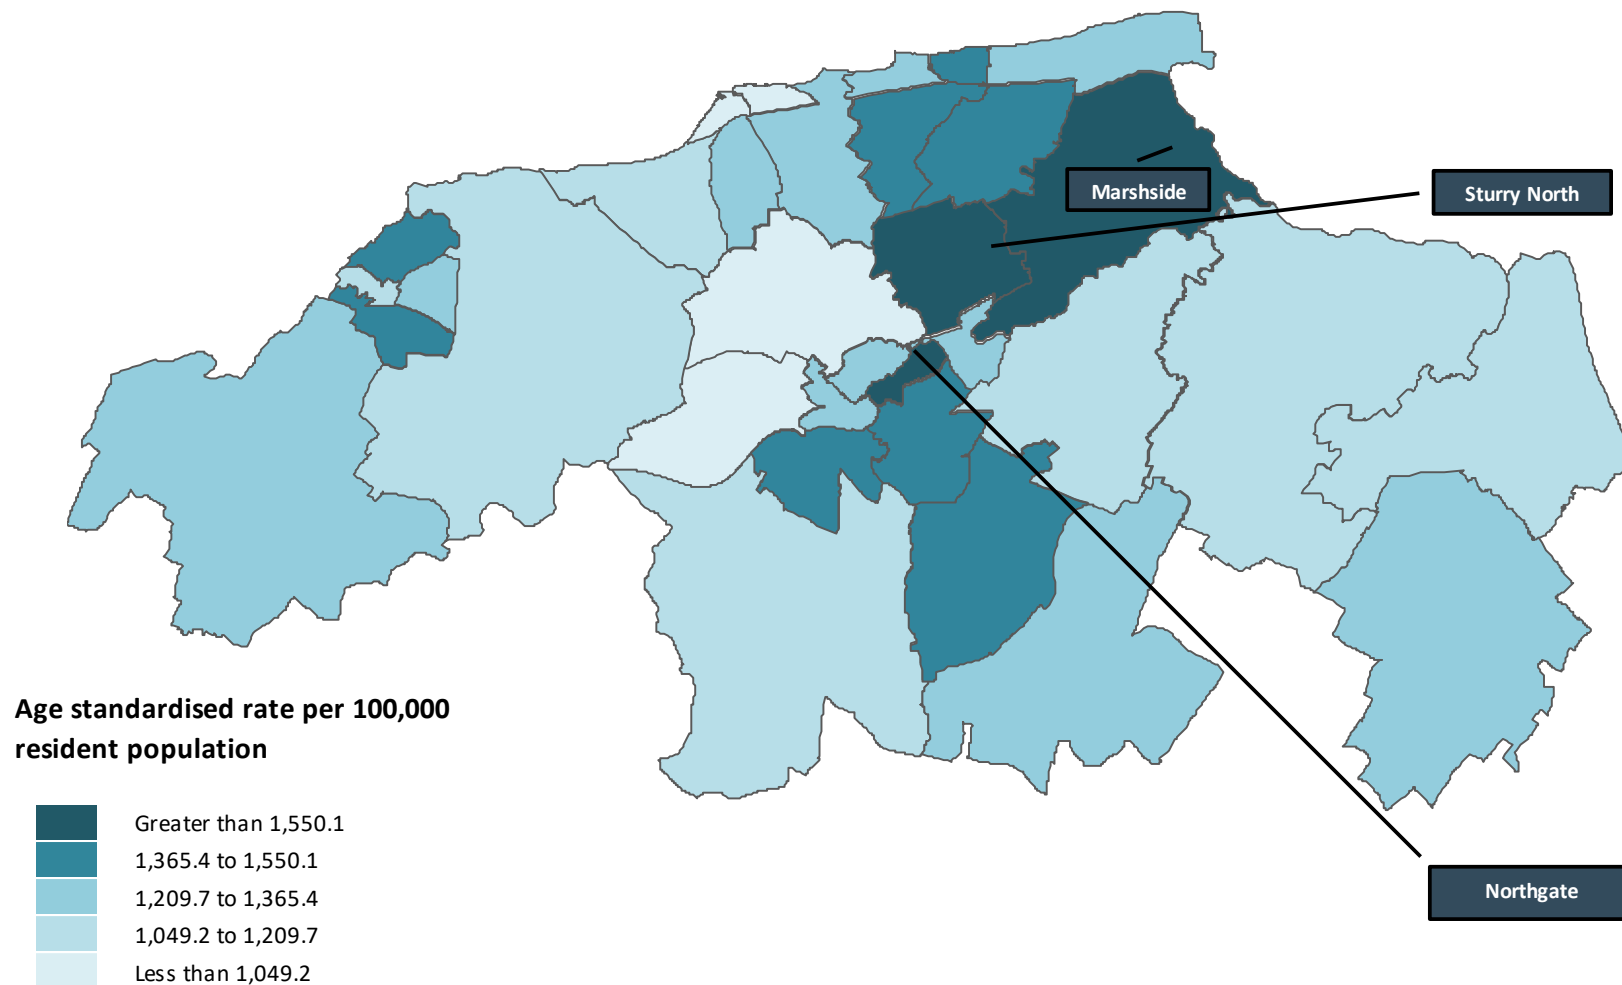 Marshside
Sturry North
Age standardised rate per 100,000
resident population
Greater than 1,550.1
1,365.4 to 1,550.1
1,209.7 to 1,365.4
1,049.2 to 1,209.7
Less than 1,049.2
Northgate